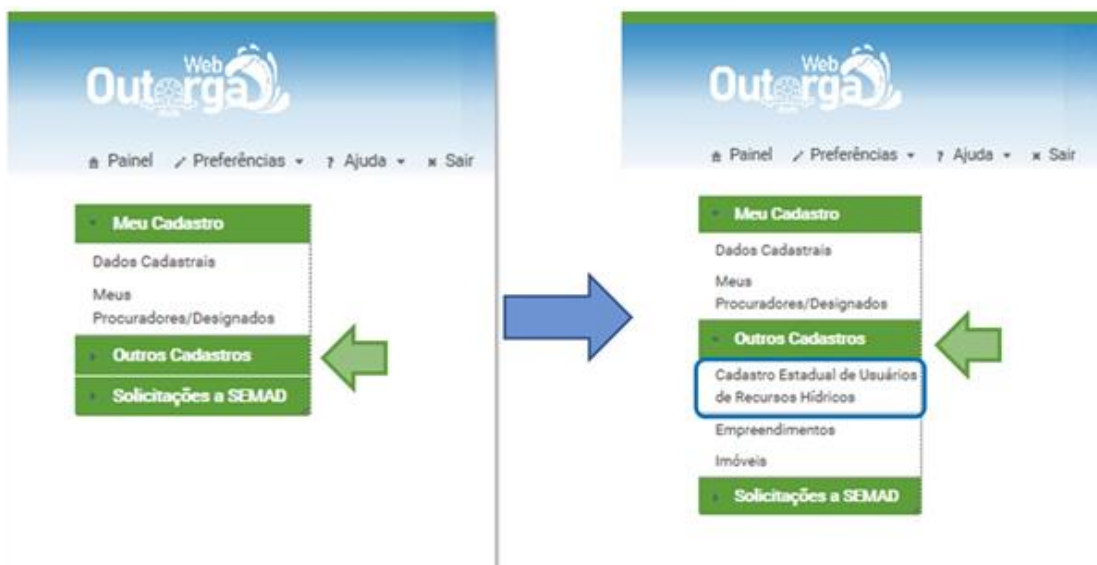 Web
Outorga
Painel Preferências ? Ajuda Sair
Meu Cadastro
Dados Cadastrais
Meus
Procuradores/Designados
Outros Cadastros
Solicitações a SEMAD
Web
Outorga
Painel Preferências ? Ajuda Sair
Meu Cadastro
Dados Cadastrais
Meus
Procuradores/Designados
Outros Cadastros
Cadastro Estadual de Usuários
de Recursos Hídricos
Empreendimentos
Imóveis
Solicitações a SEMAD